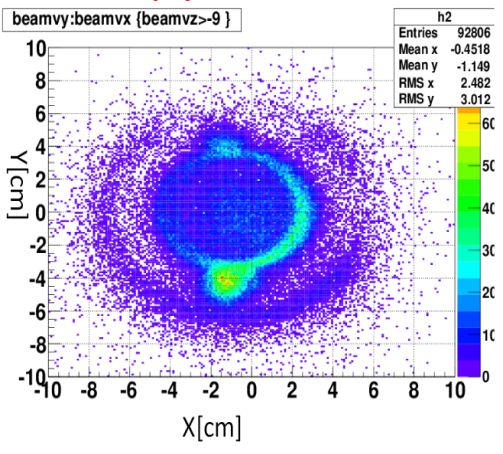 beamvy:beamvx {beamvz>-9 }
h2
Entries 92806
Mean x -0.4518
Mean y -1.149
RMS x 2.482
RMS y 3.012
10
8
6
4
2
0
-2
-4
-6
-8
-10
Y[cm]
-10 -8 -6 -4 -2 0 2 4 6 8 10
X[cm]
60
50
40
30
20
10
0